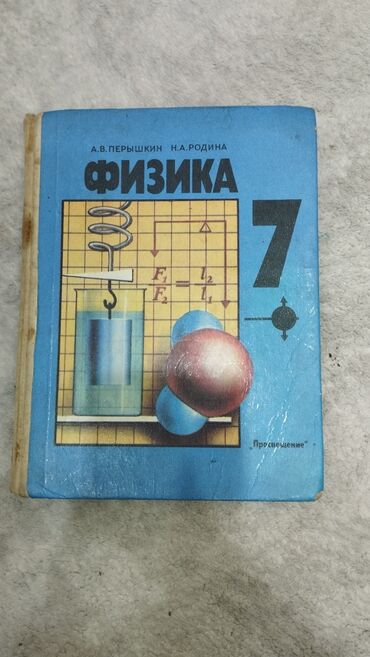 А.В.ПЕРЫШКИН Н.А.РОДИНА
ФИЗИКА
7
F₁/F₂ = l₂/l₁
„Просвещение"